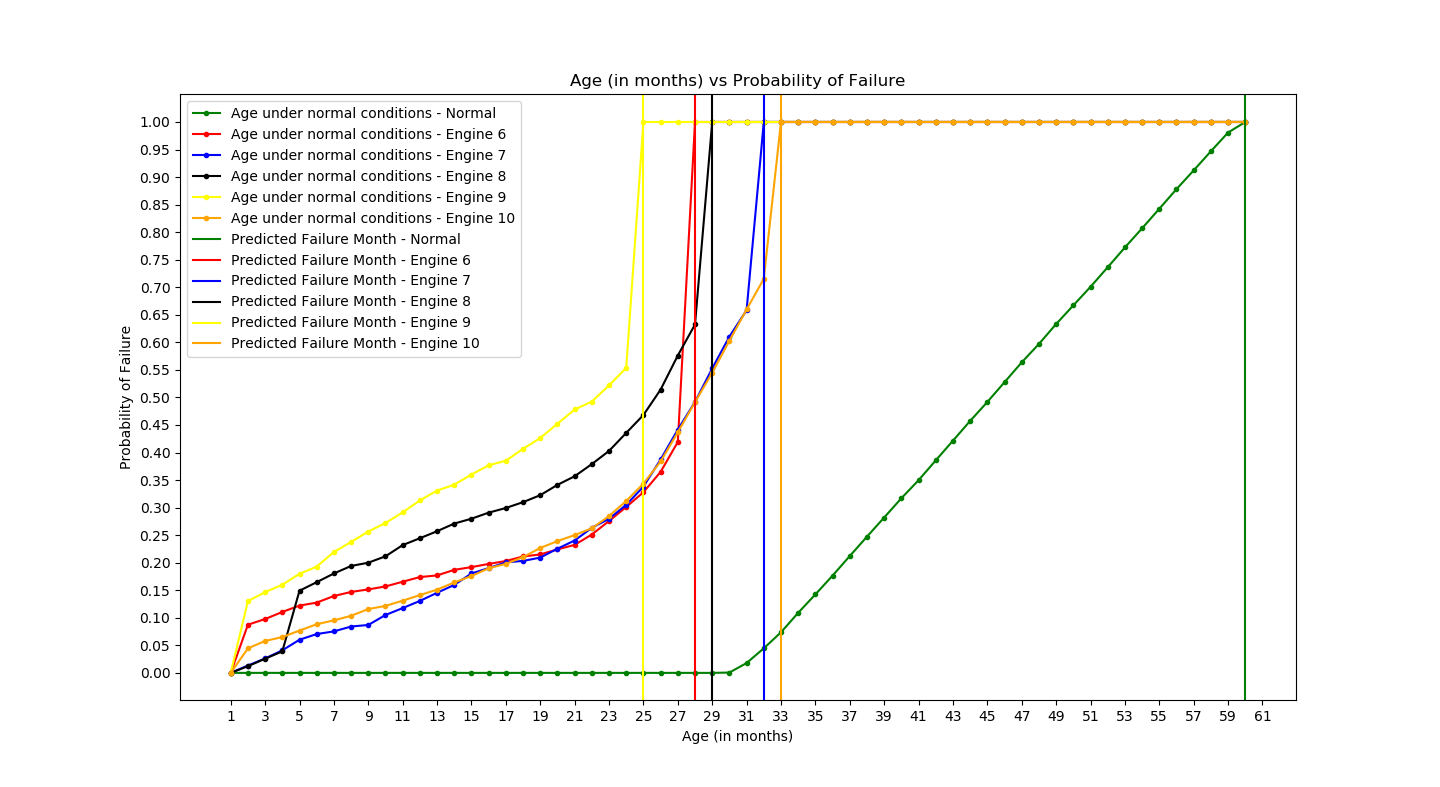 Age (in months) vs Probability of Failure
Age under normal conditions - Normal
Age under normal conditions - Engine 6
Age under normal conditions - Engine 7
Age under normal conditions - Engine 8
Age under normal conditions - Engine 9
Age under normal conditions - Engine 10
Predicted Failure Month - Normal
Predicted Failure Month - Engine 6
Predicted Failure Month - Engine 7
Predicted Failure Month - Engine 8
Predicted Failure Month - Engine 9
Predicted Failure Month - Engine 10
Probability of Failure
1.00
0.95
0.90
0.85
0.80
0.75
0.70
0.65
0.60
0.55
0.50
0.45
0.40
0.35
0.30
0.25
0.20
0.15
0.10
0.05
0.00
1 3 5 7 9 11 13 15 17 19 21 23 25 27 29 31 33 35 37 39 41 43 45 47 49 51 53 55 57 59 61
Age (in months)